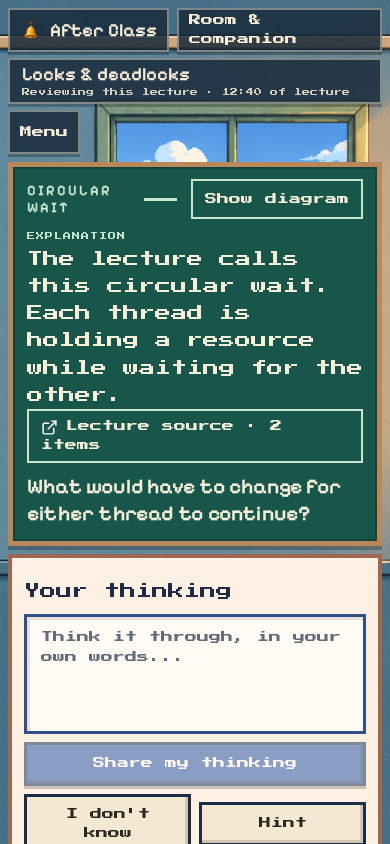 After Class
Room &
companion
Locks & deadlocks
Reviewing this lecture · 12:40 of lecture
Menu
CIRCULAR
WAIT
Show diagram
EXPLANATION
The lecture calls
this circular wait.
Each thread is
holding a resource
while waiting for the
other.
Lecture source · 2
items
What would have to change for
either thread to continue?
Your thinking
Think it through, in your
own words...
Share my thinking
I don't
know
Hint